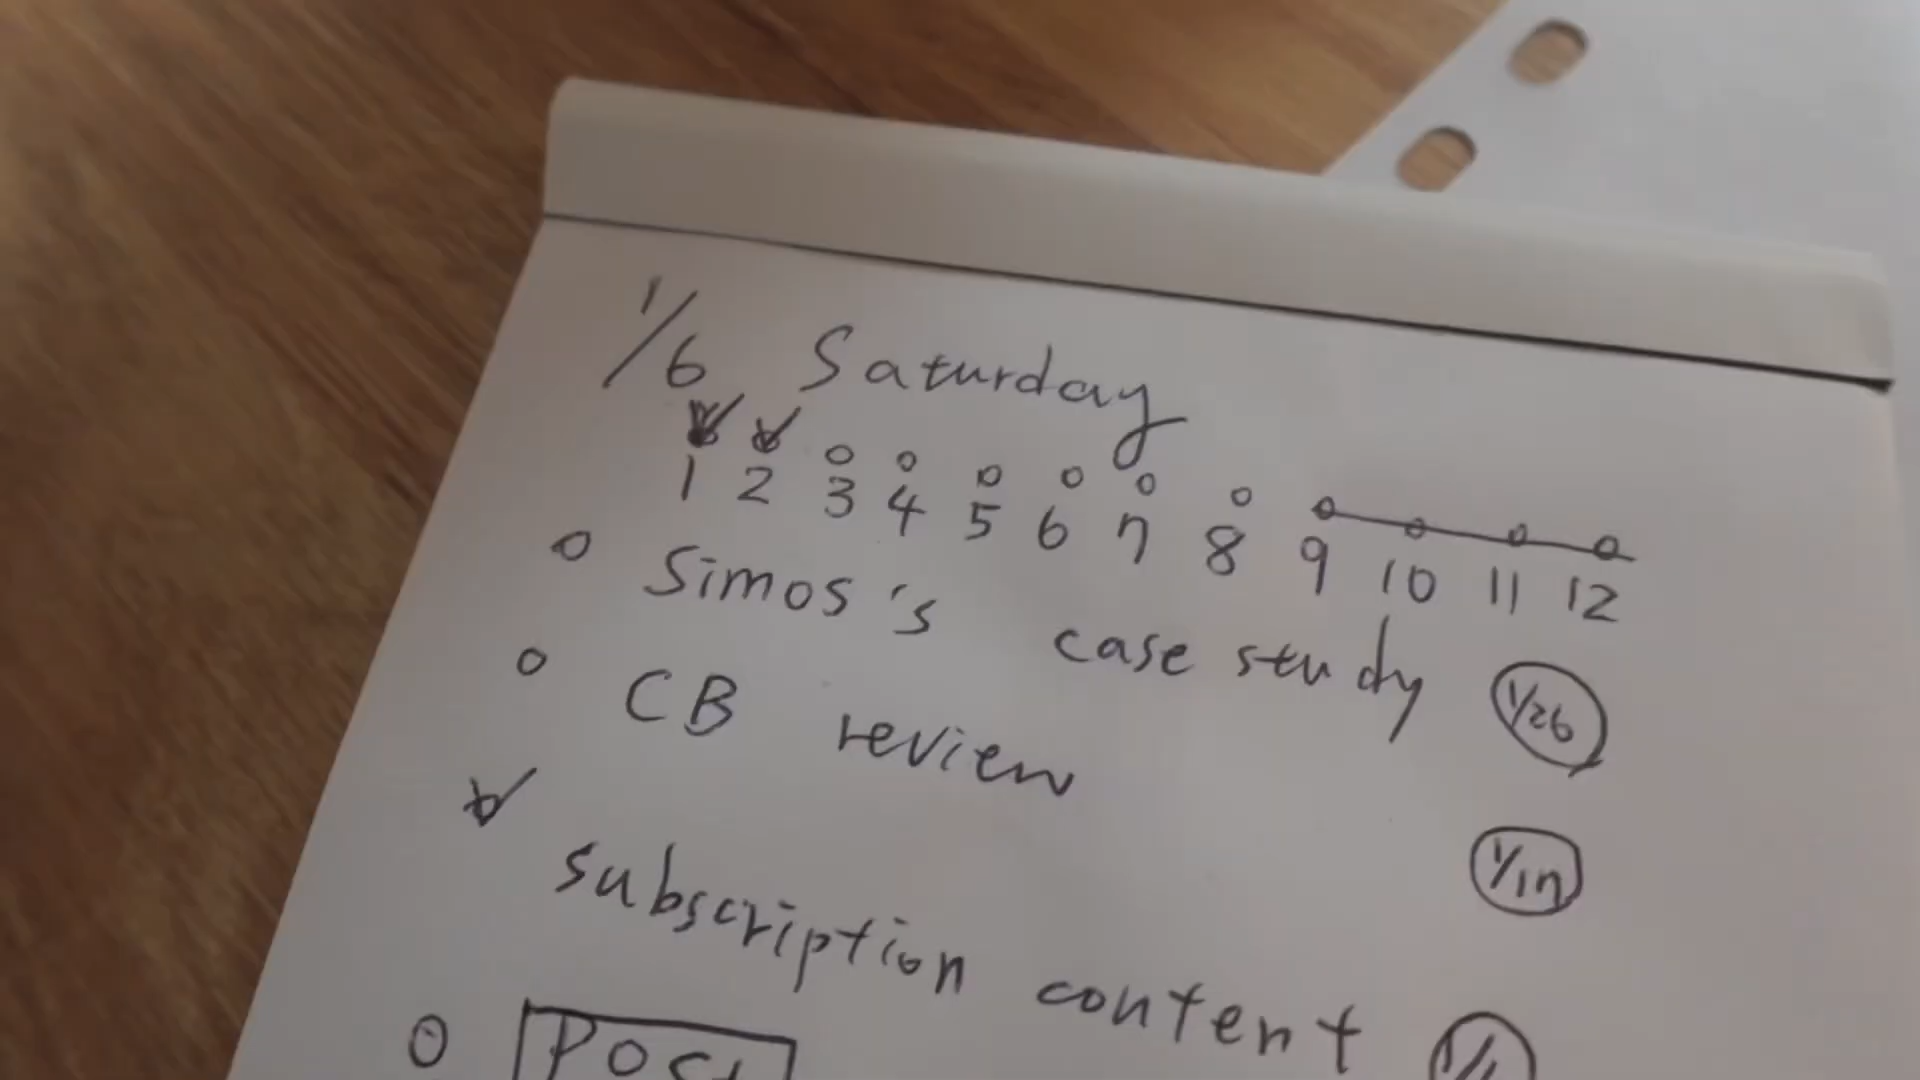 1/6 Saturday
1 2 3 4 5 6 7 8 9 10 11 12
Simos's case study 1/26
CB review 1/17
subscription content